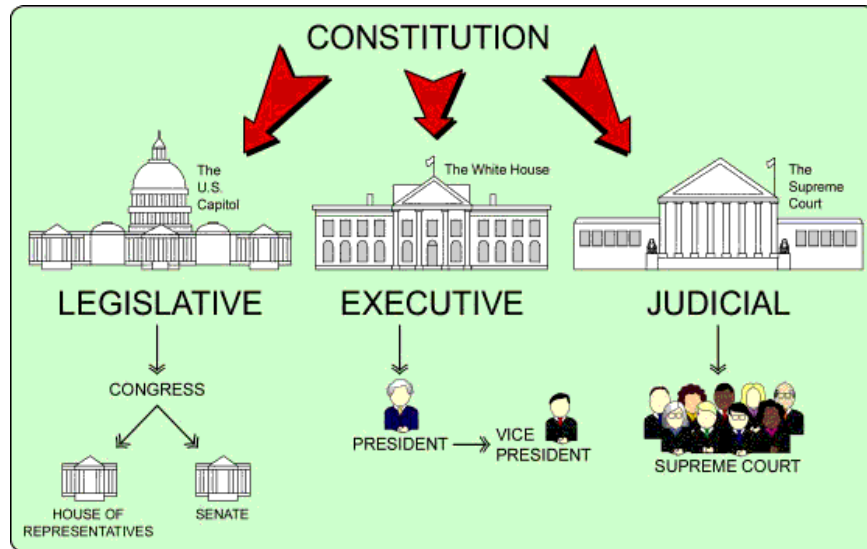 CONSTITUTION
The
U.S.
Capitol
The White House
The
Supreme
Court
LEGISLATIVE
EXECUTIVE
JUDICIAL
CONGRESS
PRESIDENT
VICE
PRESIDENT
SUPREME COURT
HOUSE OF
REPRESENTATIVES
SENATE